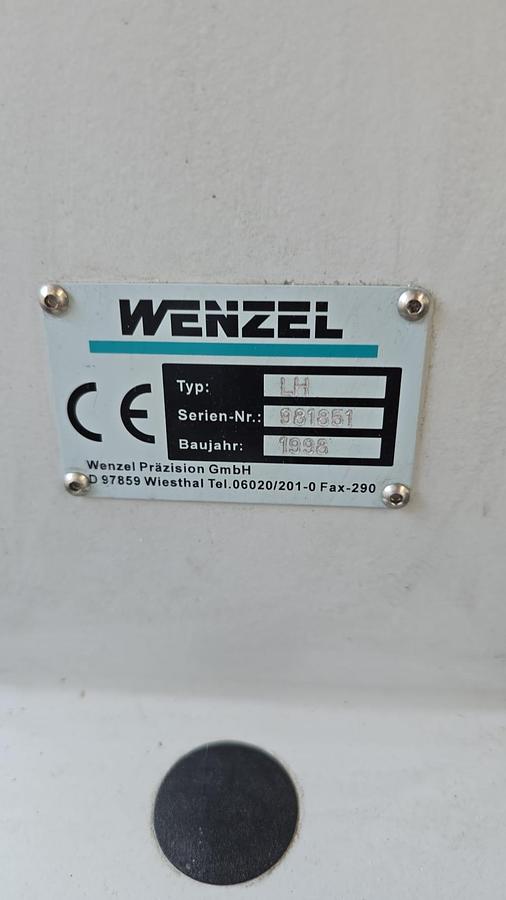 WENZEL
CE
Typ: LH
Serien-Nr.: 981851
Baujahr: 1998
Wenzel Präzision GmbH
D 97859 Wiesthal Tel.06020/201-0 Fax-290